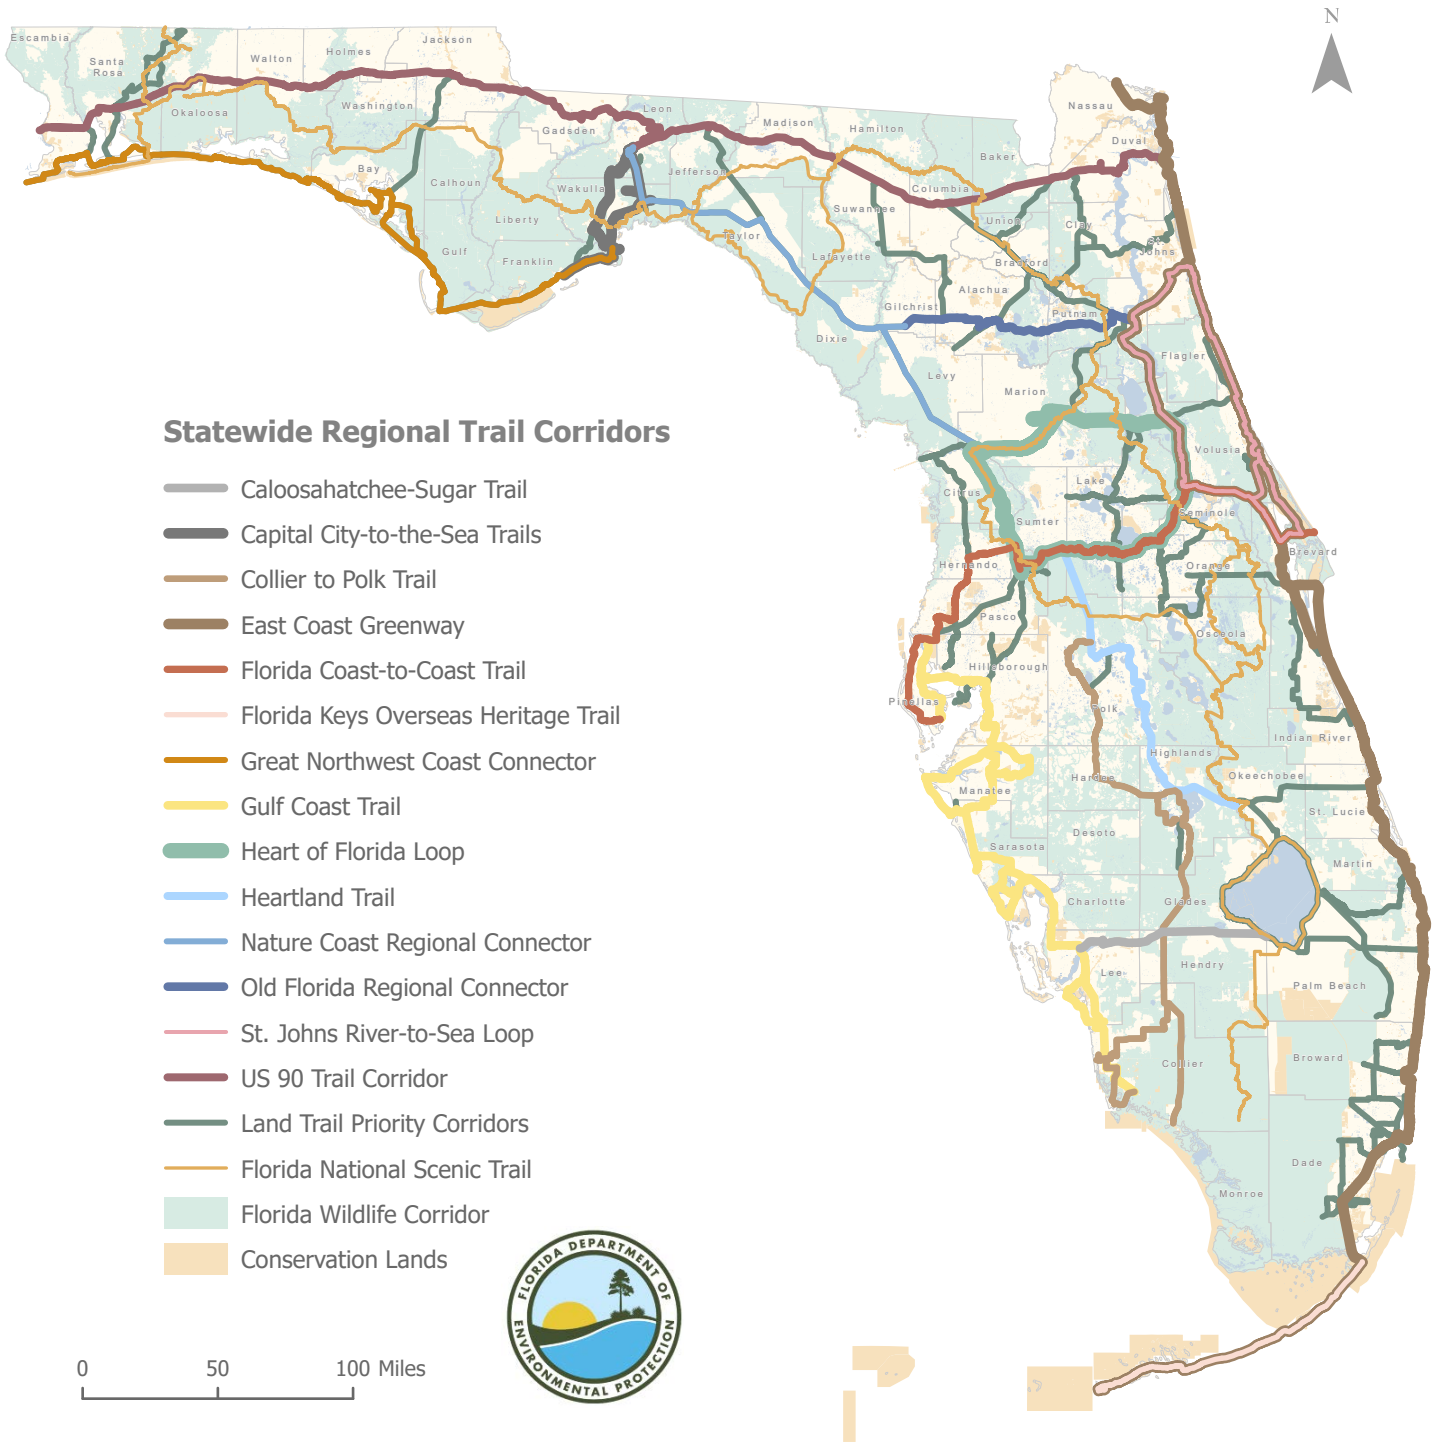 N
Escambia
Santa
Rosa
Okaloosa
Walton
Holmes
Jackson
Washington
Bay
Calhoun
Gulf
Liberty
Franklin
Gadsden
Leon
Wakulla
Jefferson
Madison
Taylor
Hamilton
Suwannee
Lafayette
Dixie
Columbia
Baker
Nassau
Duval
Union
Bradford
Clay
St.
Johns
Gilchrist
Alachua
Putnam
Levy
Marion
Flagler
Volusia
Citrus
Sumter
Lake
Seminole
Hernando
Orange
Brevard
Pasco
Osceola
Hillsborough
Pinellas
Polk
Indian River
Highlands
Okeechobee
Hardee
Manatee
St. Lucie
Desoto
Sarasota
Martin
Charlotte
Glades
Lee
Hendry
Palm Beach
Collier
Broward
Dade
Monroe
Statewide Regional Trail Corridors
Caloosahatchee-Sugar Trail
Capital City-to-the-Sea Trails
Collier to Polk Trail
East Coast Greenway
Florida Coast-to-Coast Trail
Florida Keys Overseas Heritage Trail
Great Northwest Coast Connector
Gulf Coast Trail
Heart of Florida Loop
Heartland Trail
Nature Coast Regional Connector
Old Florida Regional Connector
St. Johns River-to-Sea Loop
US 90 Trail Corridor
Land Trail Priority Corridors
Florida National Scenic Trail
Florida Wildlife Corridor
Conservation Lands
FLORIDA DEPARTMENT OF
ENVIRONMENTAL PROTECTION
0 50 100 Miles